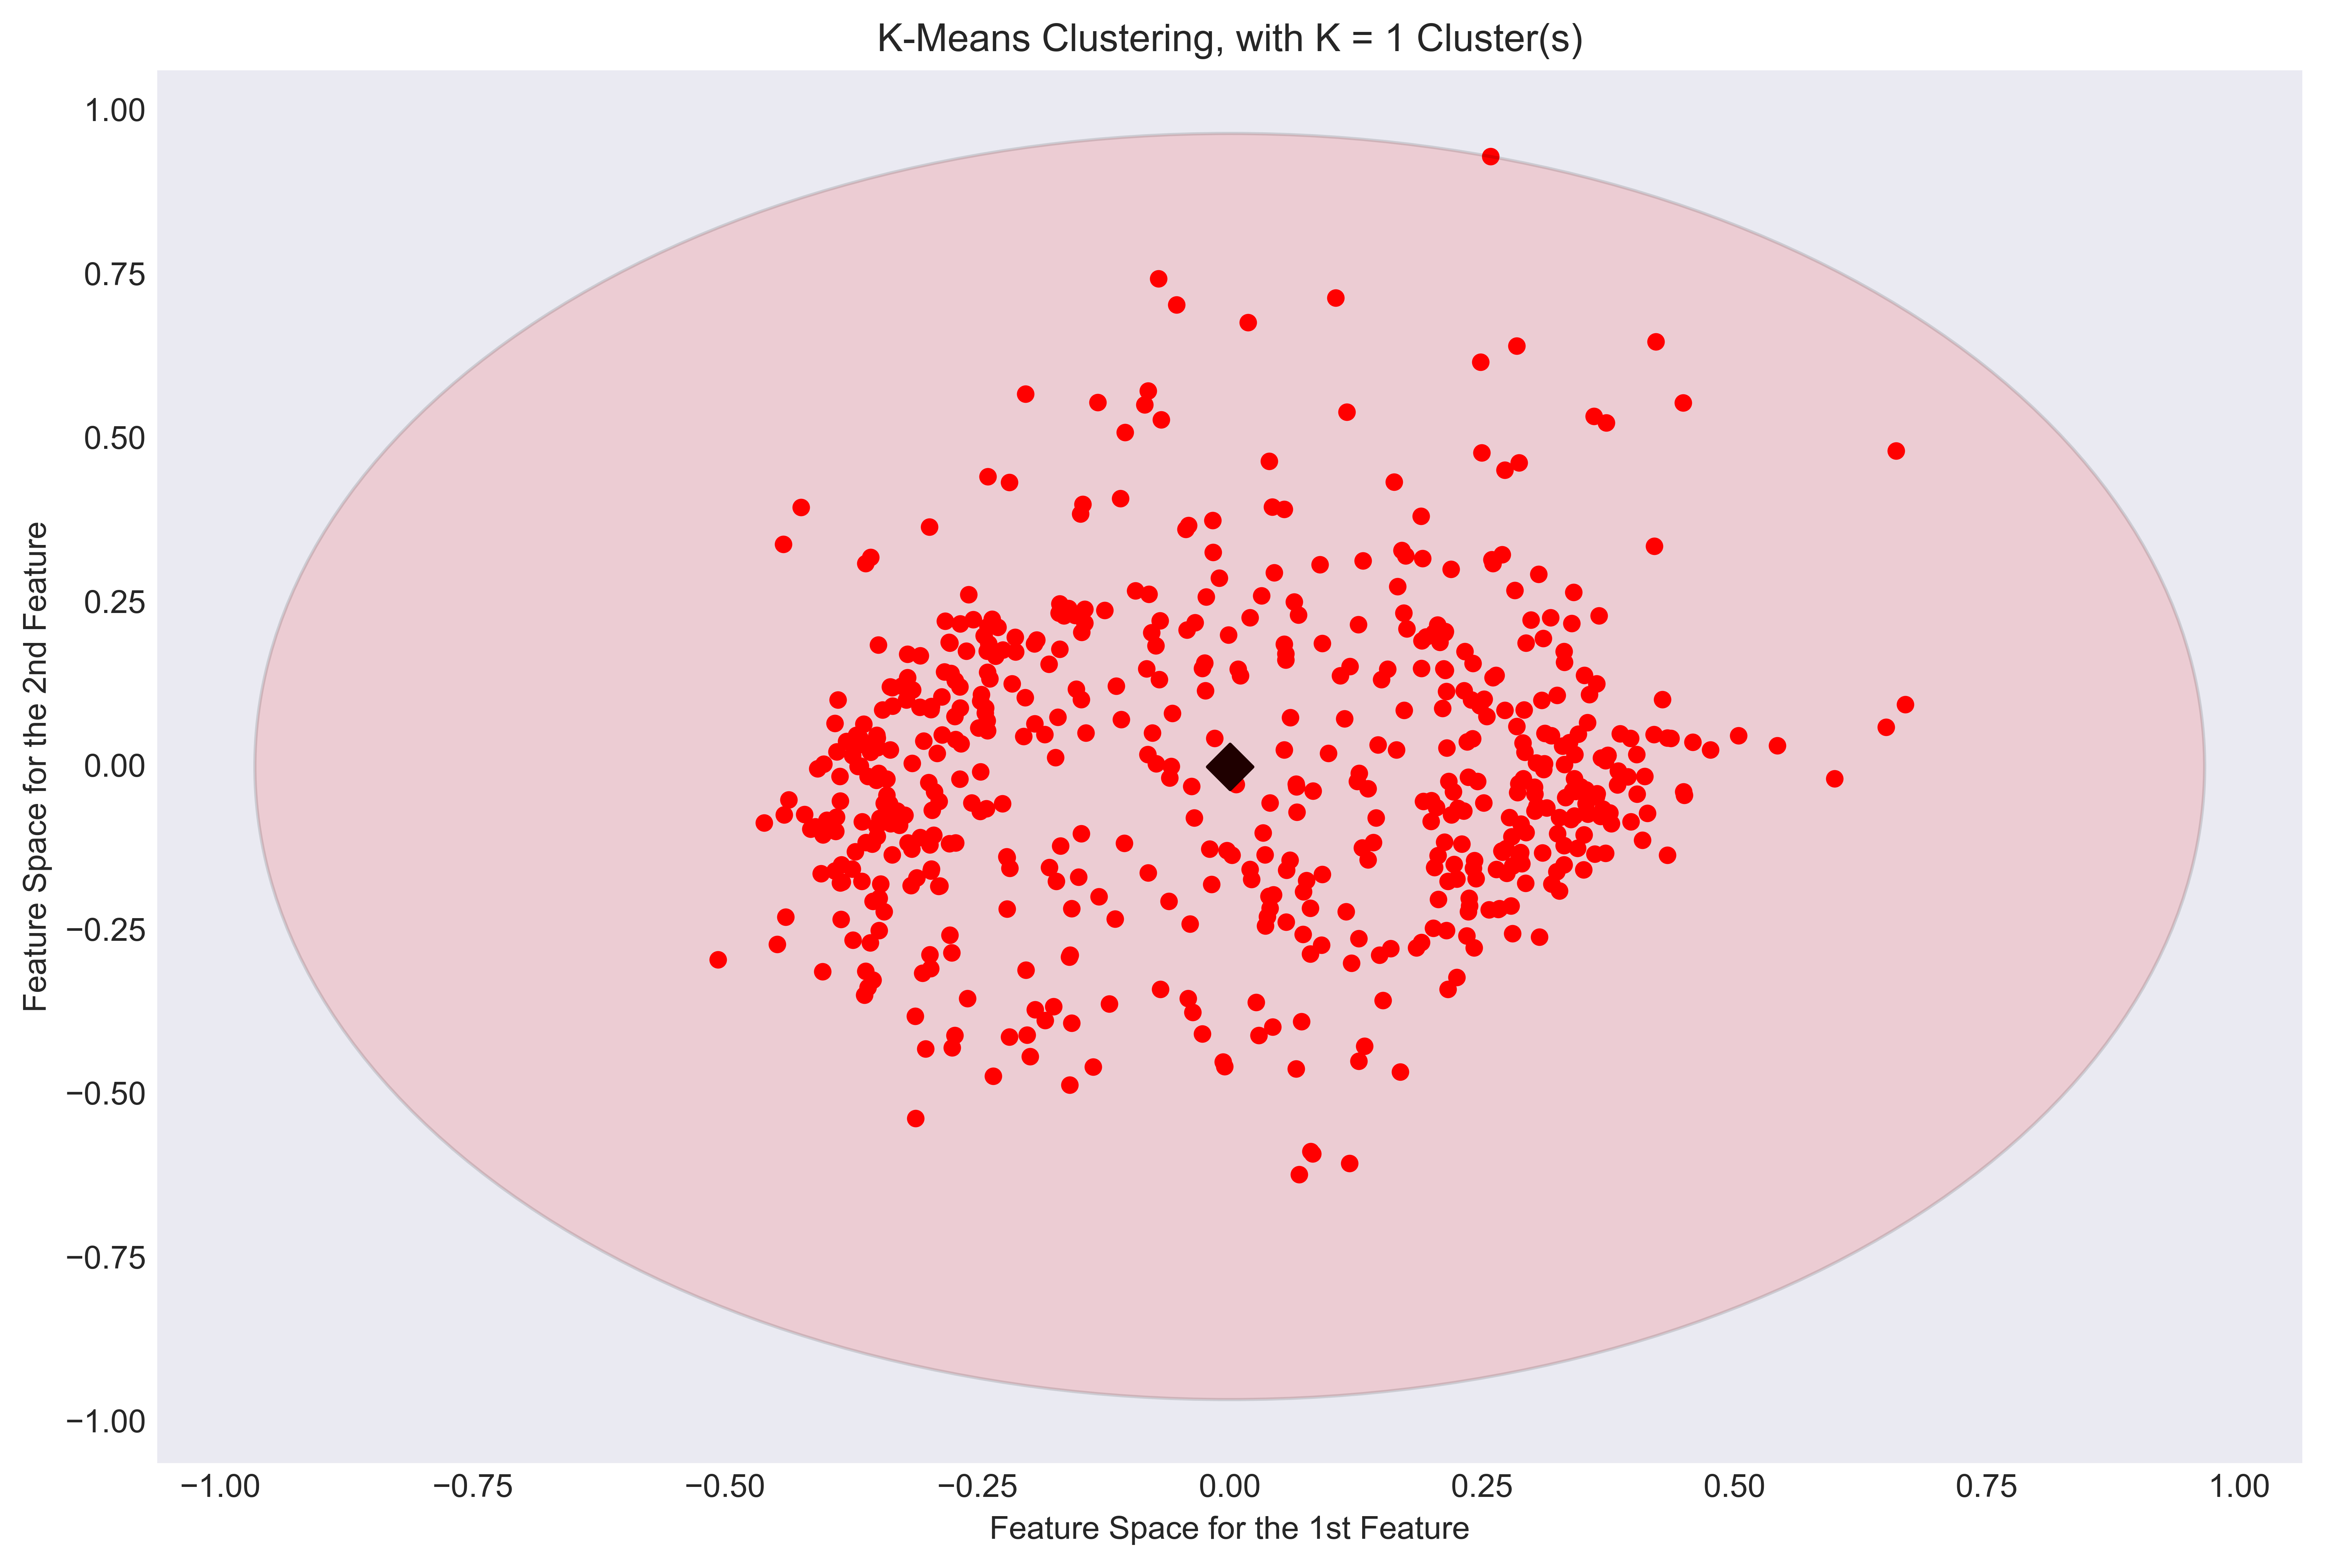 K-Means Clustering, with K = 1 Cluster(s)
1.00
0.75
0.50
0.25
0.00
−0.25
−0.50
−0.75
−1.00
Feature Space for the 2nd Feature
−1.00 −0.75 −0.50 −0.25 0.00 0.25 0.50 0.75 1.00
Feature Space for the 1st Feature